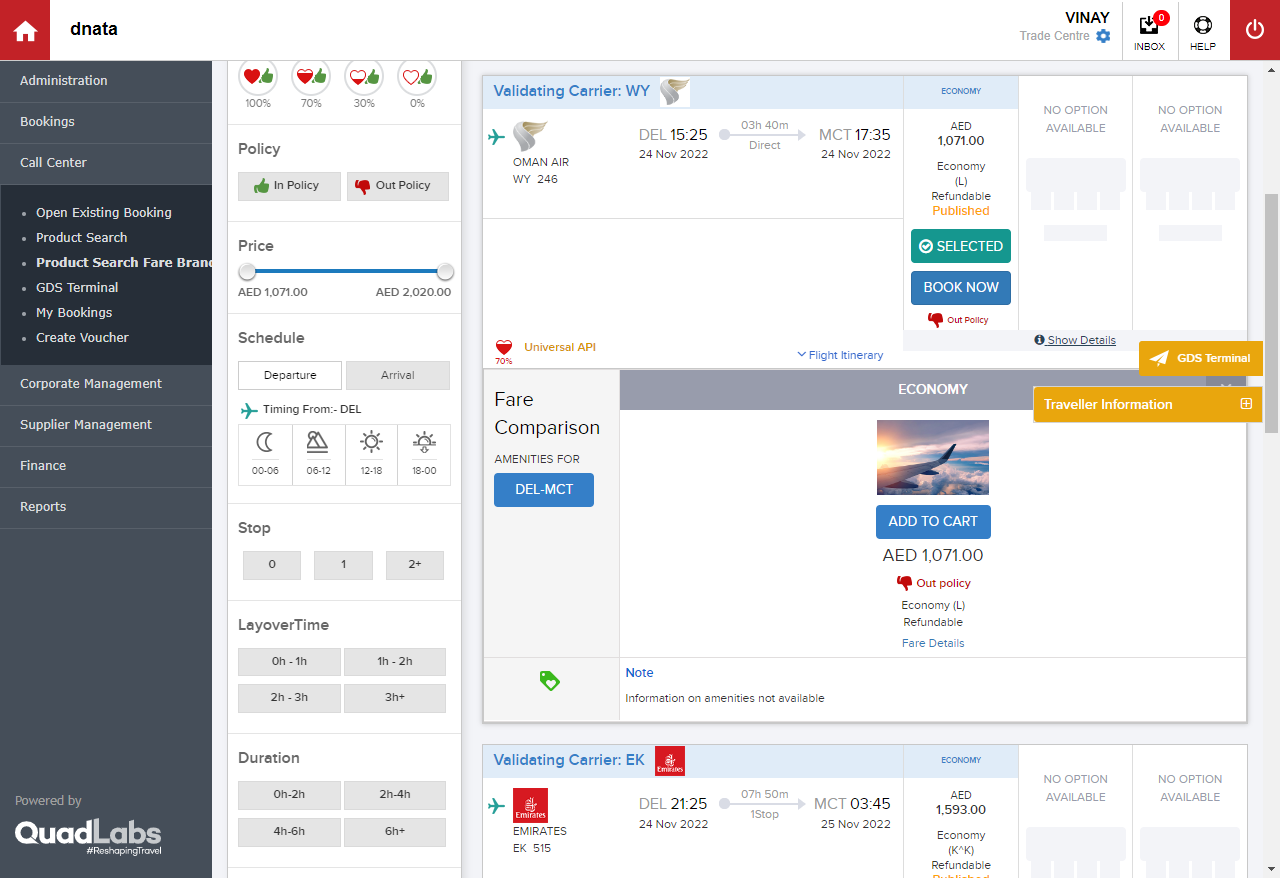 dnata
VINAY
Trade Centre
0
INBOX
HELP
Administration
Bookings
Call Center
Open Existing Booking
Product Search
Product Search Fare Brand
GDS Terminal
My Bookings
Create Voucher
Corporate Management
Supplier Management
Finance
Reports
Powered by
QuadLabs
#ReshapingTravel
100%
70%
30%
0%
Policy
In Policy
Out Policy
Price
AED 1,071.00
AED 2,020.00
Schedule
Departure
Arrival
Timing From:- DEL
00-06
06-12
12-18
18-00
Stop
0
1
2+
LayoverTime
0h - 1h
1h - 2h
2h - 3h
3h+
Duration
0h-2h
2h-4h
4h-6h
6h+
Validating Carrier: WY
OMAN AIR
WY 246
DEL 15:25
24 Nov 2022
03h 40m
Direct
MCT 17:35
24 Nov 2022
ECONOMY
AED
1,071.00
Economy
(L)
Refundable
Published
SELECTED
BOOK NOW
Out Policy
NO OPTION
AVAILABLE
NO OPTION
AVAILABLE
70%
Universal API
Flight Itinerary
Show Details
GDS Terminal
Traveller Information
Fare
Comparison
AMENITIES FOR
DEL-MCT
ECONOMY
ADD TO CART
AED 1,071.00
Out policy
Economy (L)
Refundable
Fare Details
Note
Information on amenities not available
Validating Carrier: EK
Emirates
Emirates
EMIRATES
EK 515
DEL 21:25
24 Nov 2022
07h 50m
1Stop
MCT 03:45
25 Nov 2022
ECONOMY
AED
1,593.00
Economy
(K^K)
Refundable
Published
NO OPTION
AVAILABLE
NO OPTION
AVAILABLE